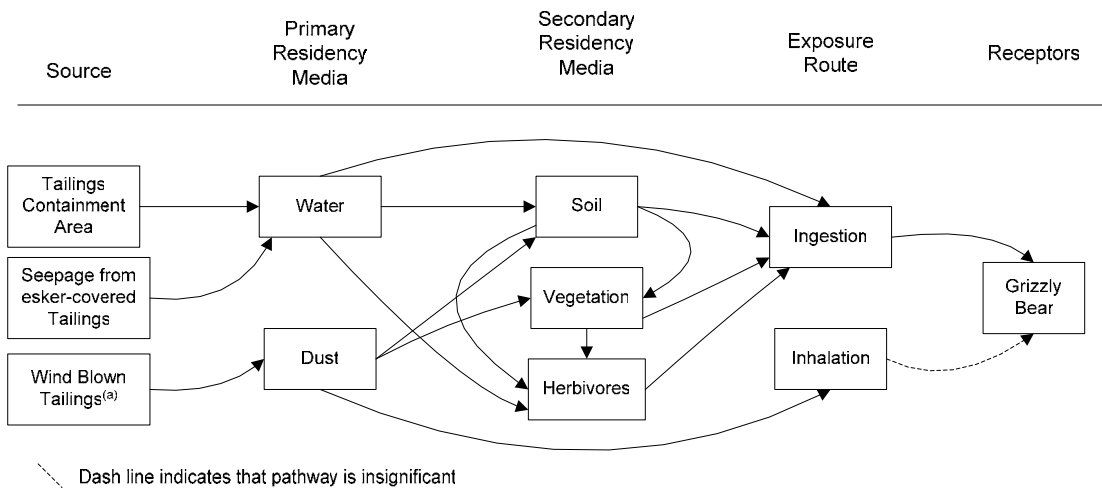 Source
Primary
Residency
Media
Secondary
Residency
Media
Exposure
Route
Receptors
Tailings
Containment
Area
Water
Soil
Ingestion
Seepage from
esker-covered
Tailings
Vegetation
Grizzly
Bear
Wind Blown
Tailings(a)
Dust
Herbivores
Inhalation
Dash line indicates that pathway is insignificant